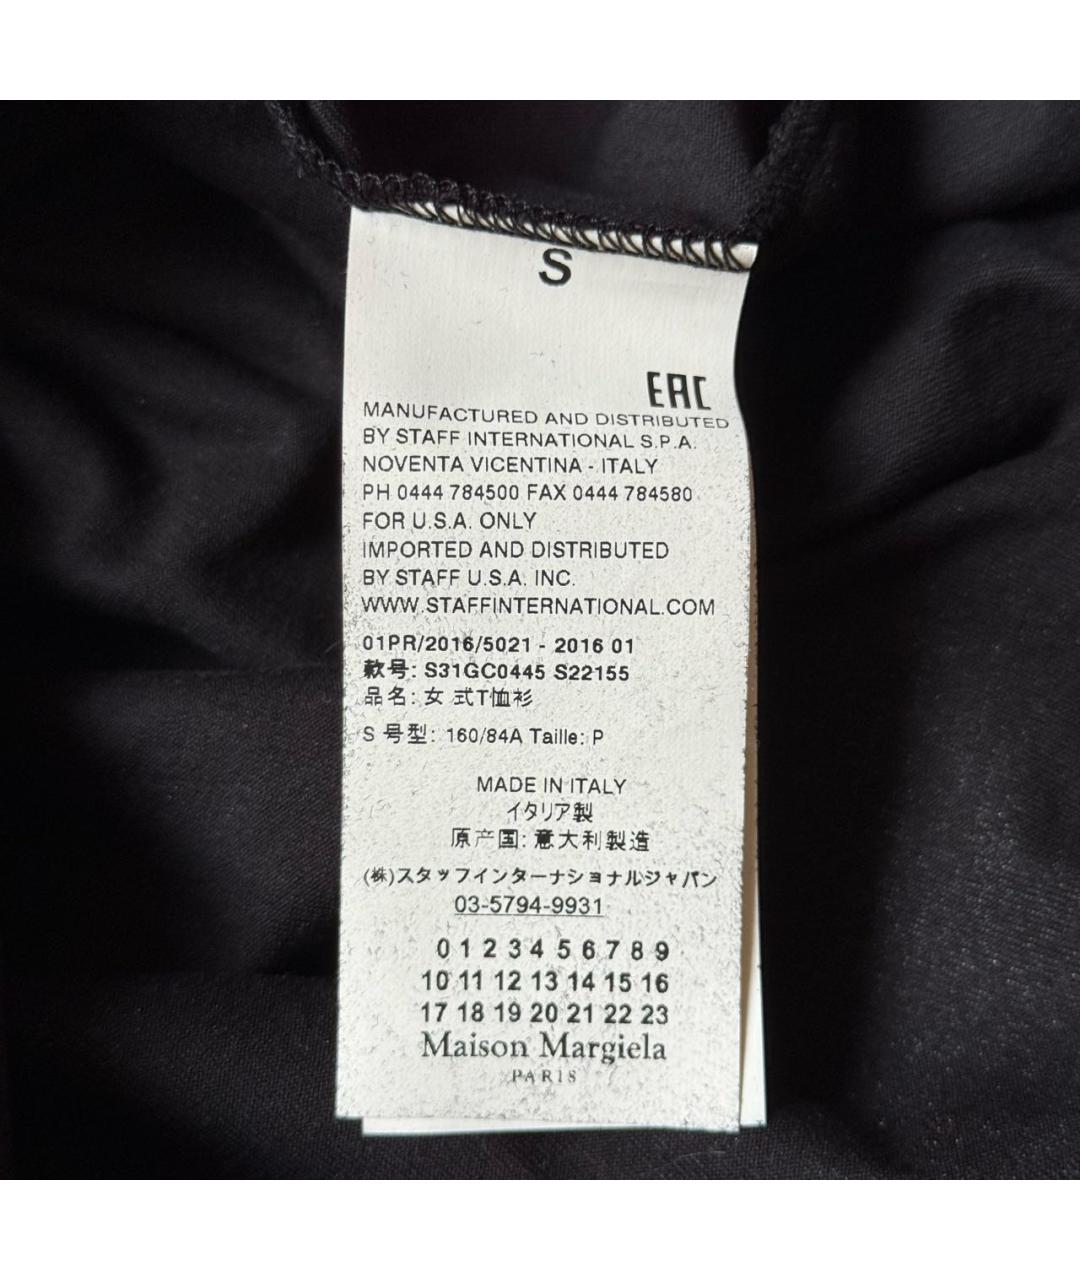 S
EAC
MANUFACTURED AND DISTRIBUTED
BY STAFF INTERNATIONAL S.P.A.
NOVENTA VICENTINA - ITALY
PH 0444 784500 FAX 0444 784580
FOR U.S.A. ONLY
IMPORTED AND DISTRIBUTED
BY STAFF U.S.A. INC.
WWW.STAFFINTERNATIONAL.COM
01PR/2016/5021 - 2016 01
款号: S31GC0445 S22155
品名: 女 式T恤衫
S 号型: 160/84A Taille: P
MADE IN ITALY
イタリア製
原产国: 意大利製造
(株)スタッフインターナショナルジャパン
03-5794-9931
0 1 2 3 4 5 6 7 8 9
10 11 12 13 14 15 16
17 18 19 20 21 22 23
Maison Margiela
PARIS